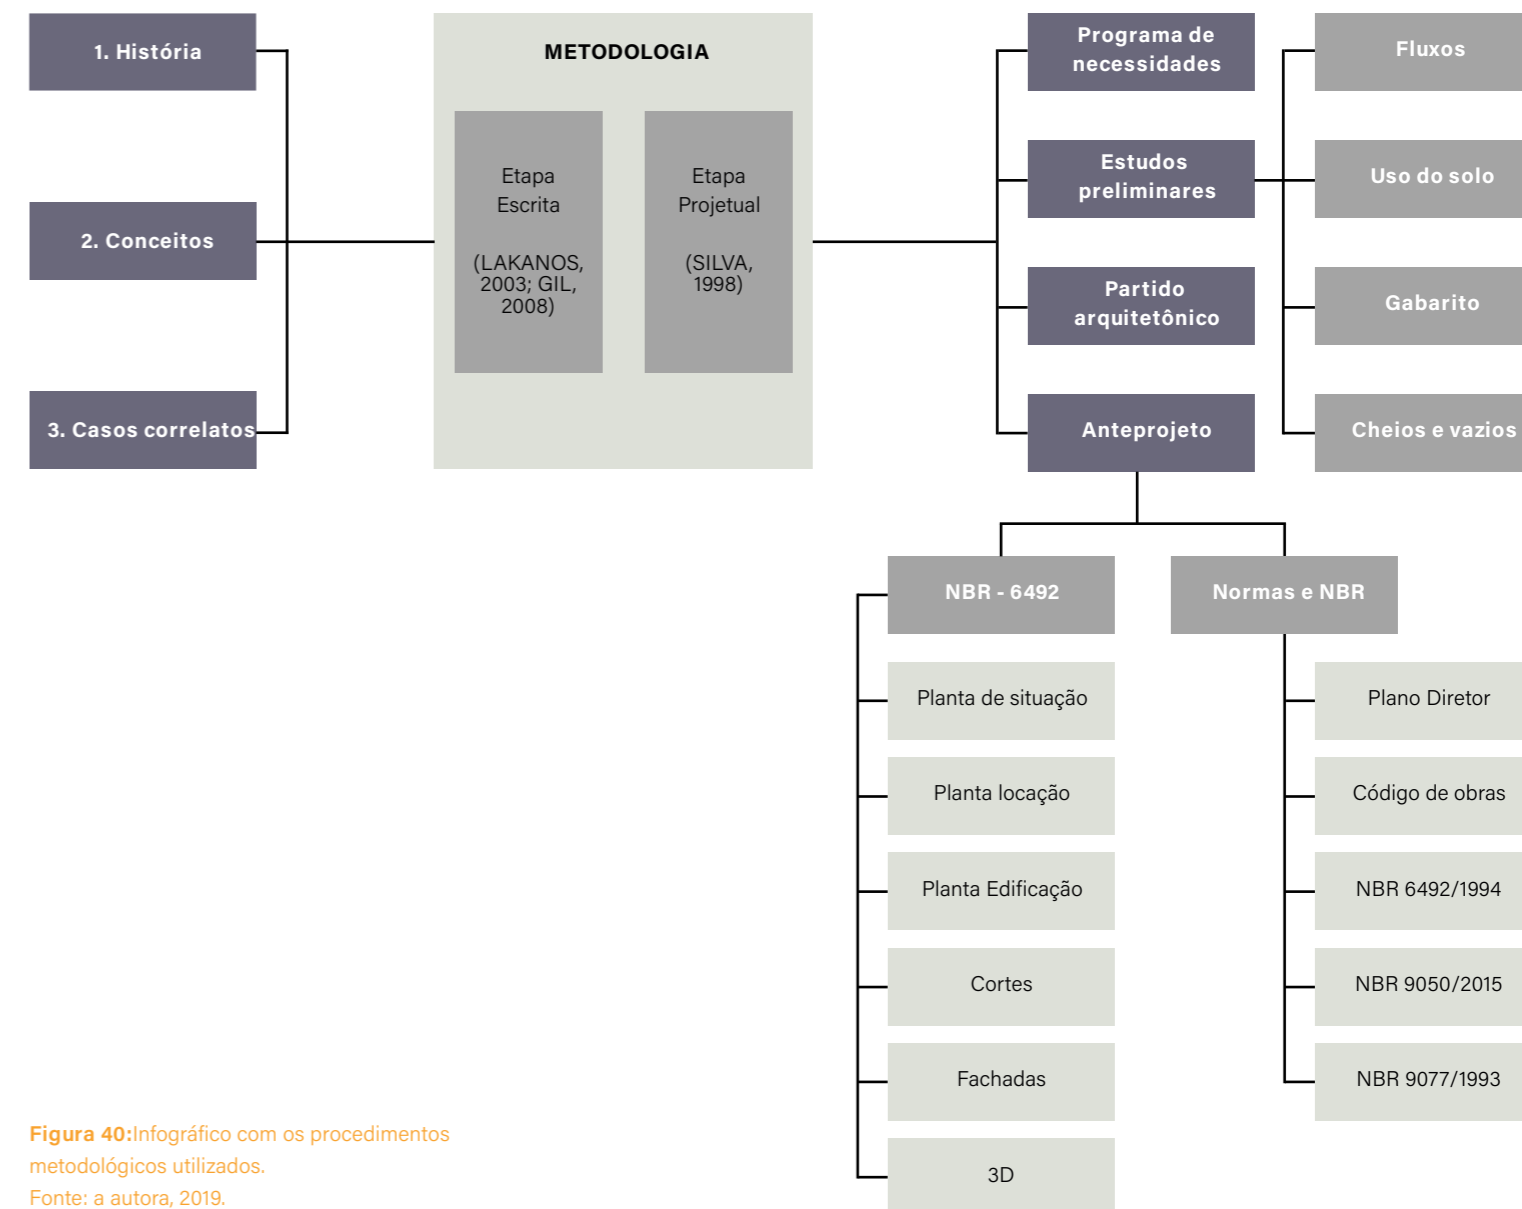 1. História
2. Conceitos
3. Casos correlatos
METODOLOGIA
Etapa
Escrita
(LAKANOS,
2003; GIL,
2008)
Etapa
Projetual
(SILVA,
1998)
Programa de
necessidades
Estudos
preliminares
Partido
arquitetônico
Anteprojeto
Fluxos
Uso do solo
Gabarito
Cheios e vazios
NBR - 6492
Planta de situação
Planta locação
Planta Edificação
Cortes
Fachadas
3D
Normas e NBR
Plano Diretor
Código de obras
NBR 6492/1994
NBR 9050/2015
NBR 9077/1993
Figura 40:Infográfico com os procedimentos
metodológicos utilizados.
Fonte: a autora, 2019.